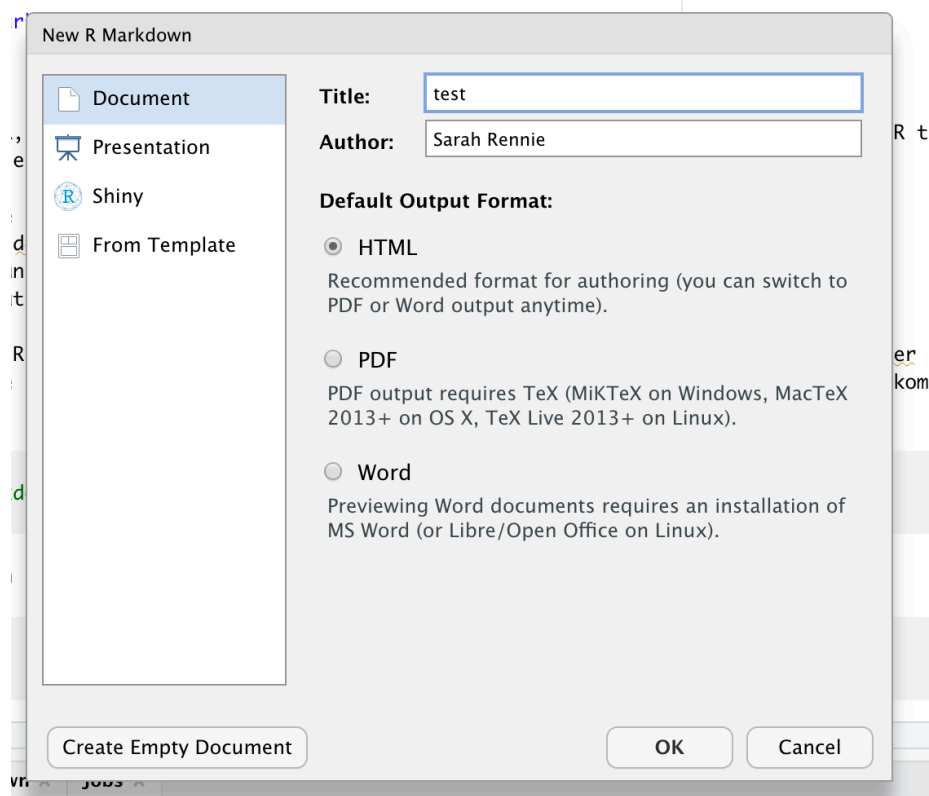 New R Markdown
Document
Presentation
Shiny
From Template
Title:
test
Author:
Sarah Rennie
Default Output Format:
HTML
Recommended format for authoring (you can switch to
PDF or Word output anytime).
PDF
PDF output requires TeX (MiKTeX on Windows, MacTeX
2013+ on OS X, TeX Live 2013+ on Linux).
Word
Previewing Word documents requires an installation of
MS Word (or Libre/Open Office on Linux).
Create Empty Document
OK
Cancel